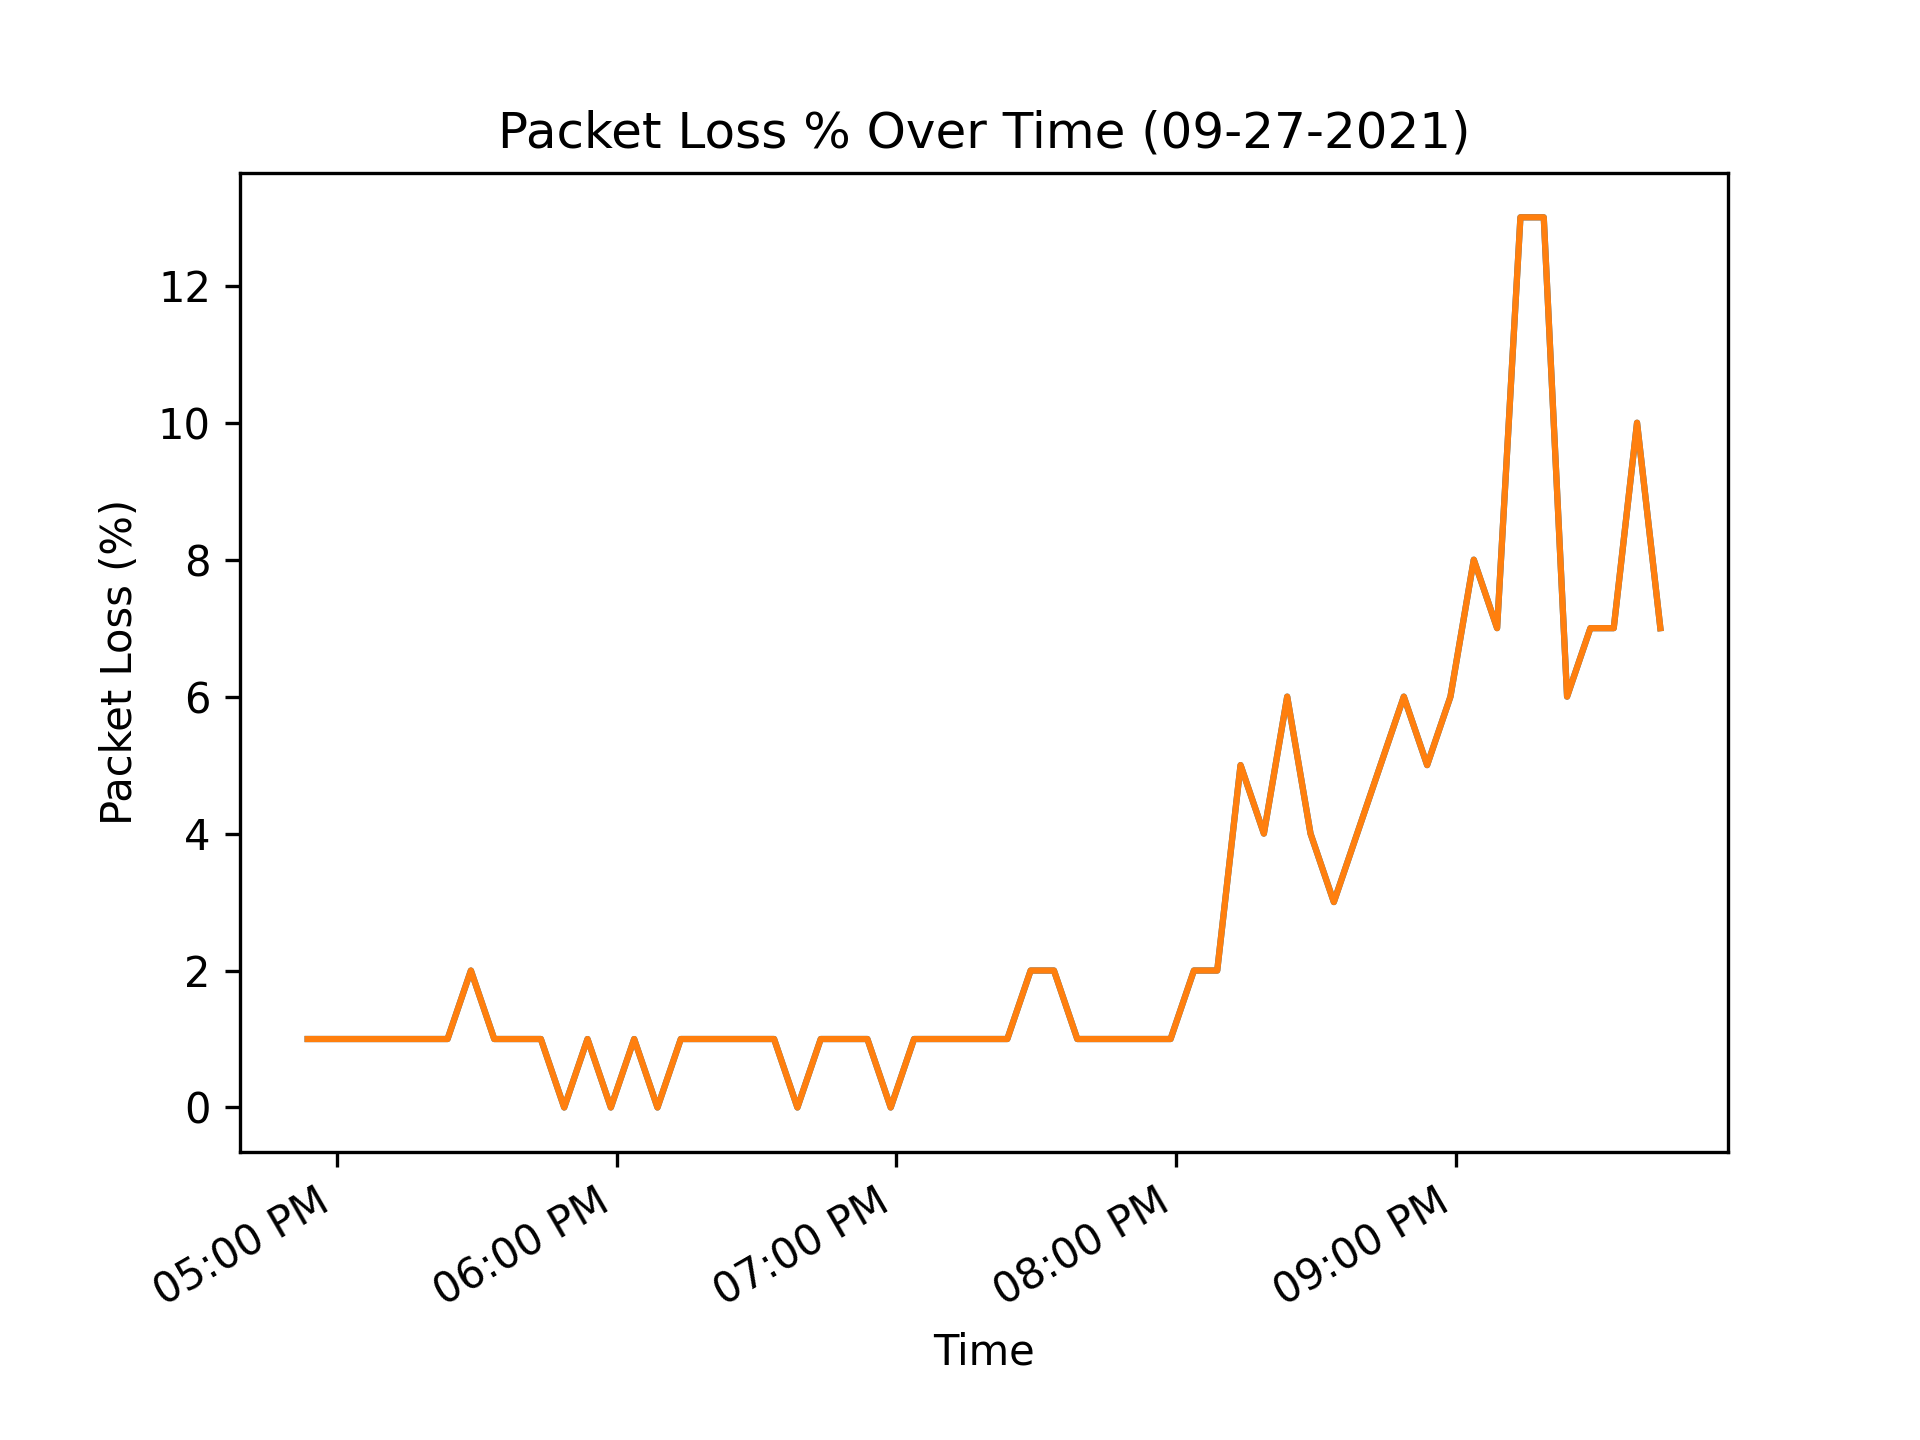 Packet Loss % Over Time (09-27-2021)
Packet Loss (%)
12
10
8
6
4
2
0
05:00 PM
06:00 PM
07:00 PM
08:00 PM
09:00 PM
Time